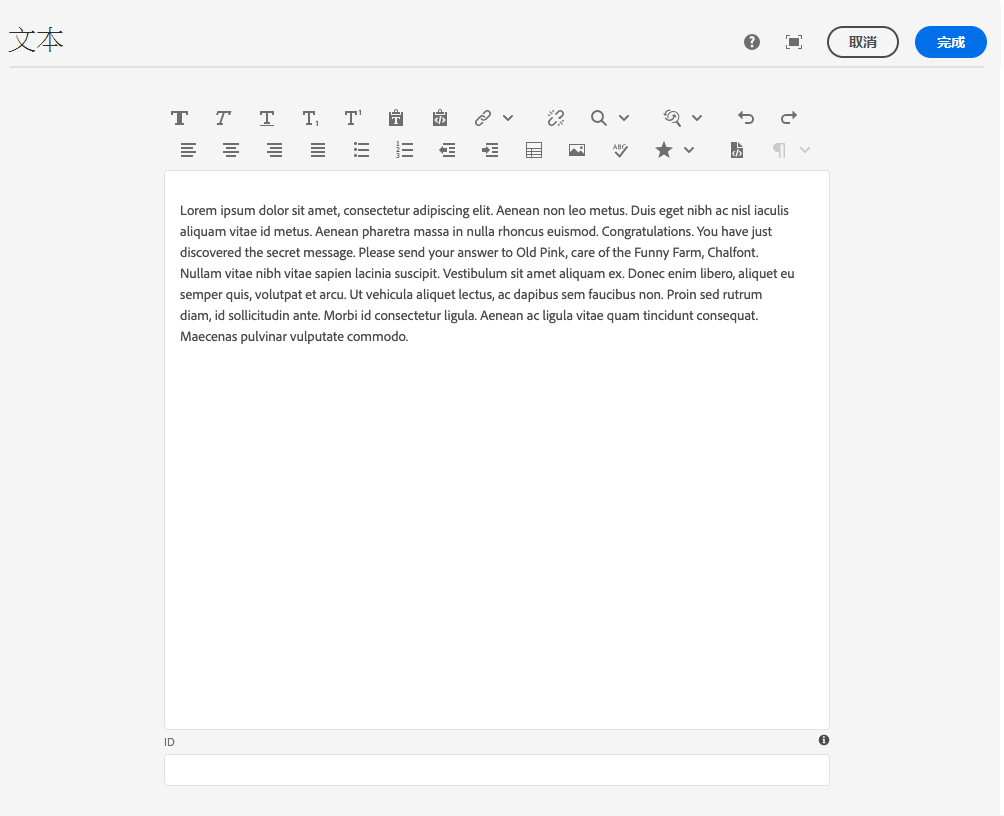 文本
取消
完成
Lorem ipsum dolor sit amet, consectetur adipiscing elit. Aenean non leo metus. Duis eget nibh ac nisl iaculis
aliquam vitae id metus. Aenean pharetra massa in nulla rhoncus euismod. Congratulations. You have just
discovered the secret message. Please send your answer to Old Pink, care of the Funny Farm, Chalfont.
Nullam vitae nibh vitae sapien lacinia suscipit. Vestibulum sit amet aliquam ex. Donec enim libero, aliquet eu
semper quis, volutpat et arcu. Ut vehicula aliquet lectus, ac dapibus sem faucibus non. Proin sed rutrum
diam, id sollicitudin ante. Morbi id consectetur ligula. Aenean ac ligula vitae quam tincidunt consequat.
Maecenas pulvinar vulputate commodo.
ID